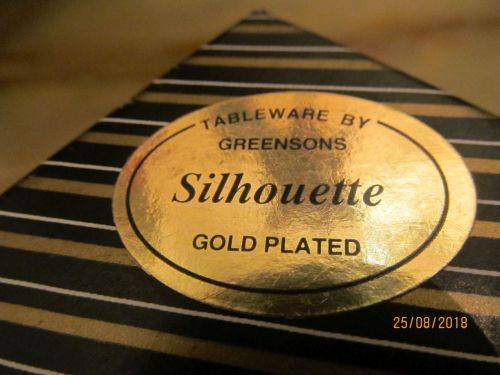 TABLEWARE BY
GREENSONS
Silhouette
GOLD PLATED
25/08/2018